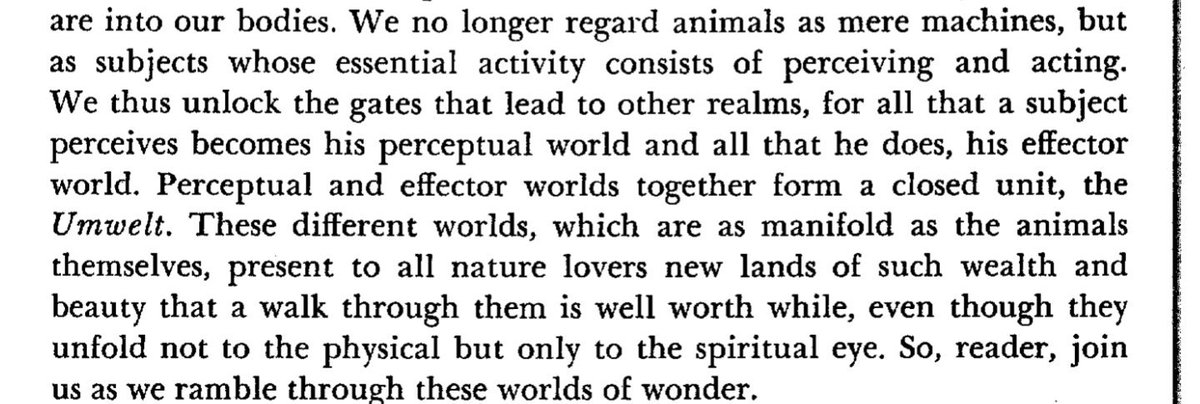 are into our bodies. We no longer regard animals as mere machines, but
as subjects whose essential activity consists of perceiving and acting.
We thus unlock the gates that lead to other realms, for all that a subject
perceives becomes his perceptual world and all that he does, his effector
world. Perceptual and effector worlds together form a closed unit, the
Umwelt. These different worlds, which are as manifold as the animals
themselves, present to all nature lovers new lands of such wealth and
beauty that a walk through them is well worth while, even though they
unfold not to the physical but only to the spiritual eye. So, reader, join
us as we ramble through these worlds of wonder.